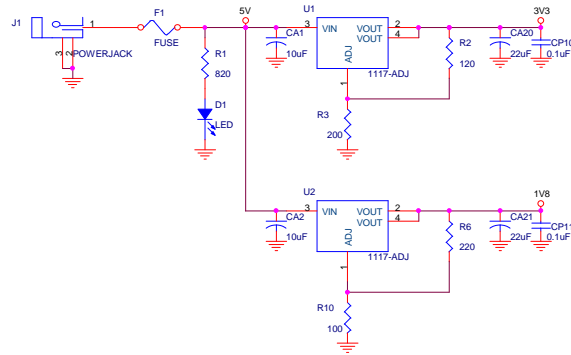 J1
1
3
2
POWERJACK
F1
FUSE
5V
R1
820
D1
LED
CA1
10uF
U1
3
VIN
VOUT
VOUT
2
4
ADJ
1
1117-ADJ
R2
120
R3
200
3V3
CA20
22uF
CP10
0.1uF
CA2
10uF
U2
3
VIN
VOUT
VOUT
2
4
ADJ
1
1117-ADJ
R6
220
R10
100
1V8
CA21
22uF
CP11
0.1uF